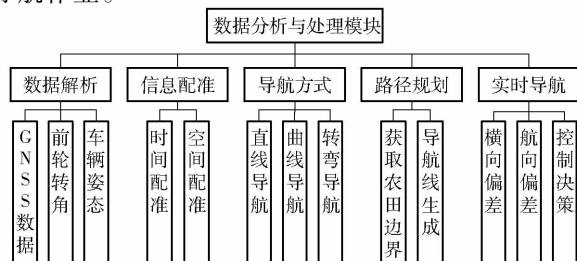 数据分析与处理模块
数据解析
信息配准
导航方式
路径规划
实时导航
GNSS数据
前轮转角
车辆姿态
时间配准
空间配准
直线导航
曲线导航
转弯导航
获取农田边界
导航线生成
横向偏差
航向偏差
控制决策